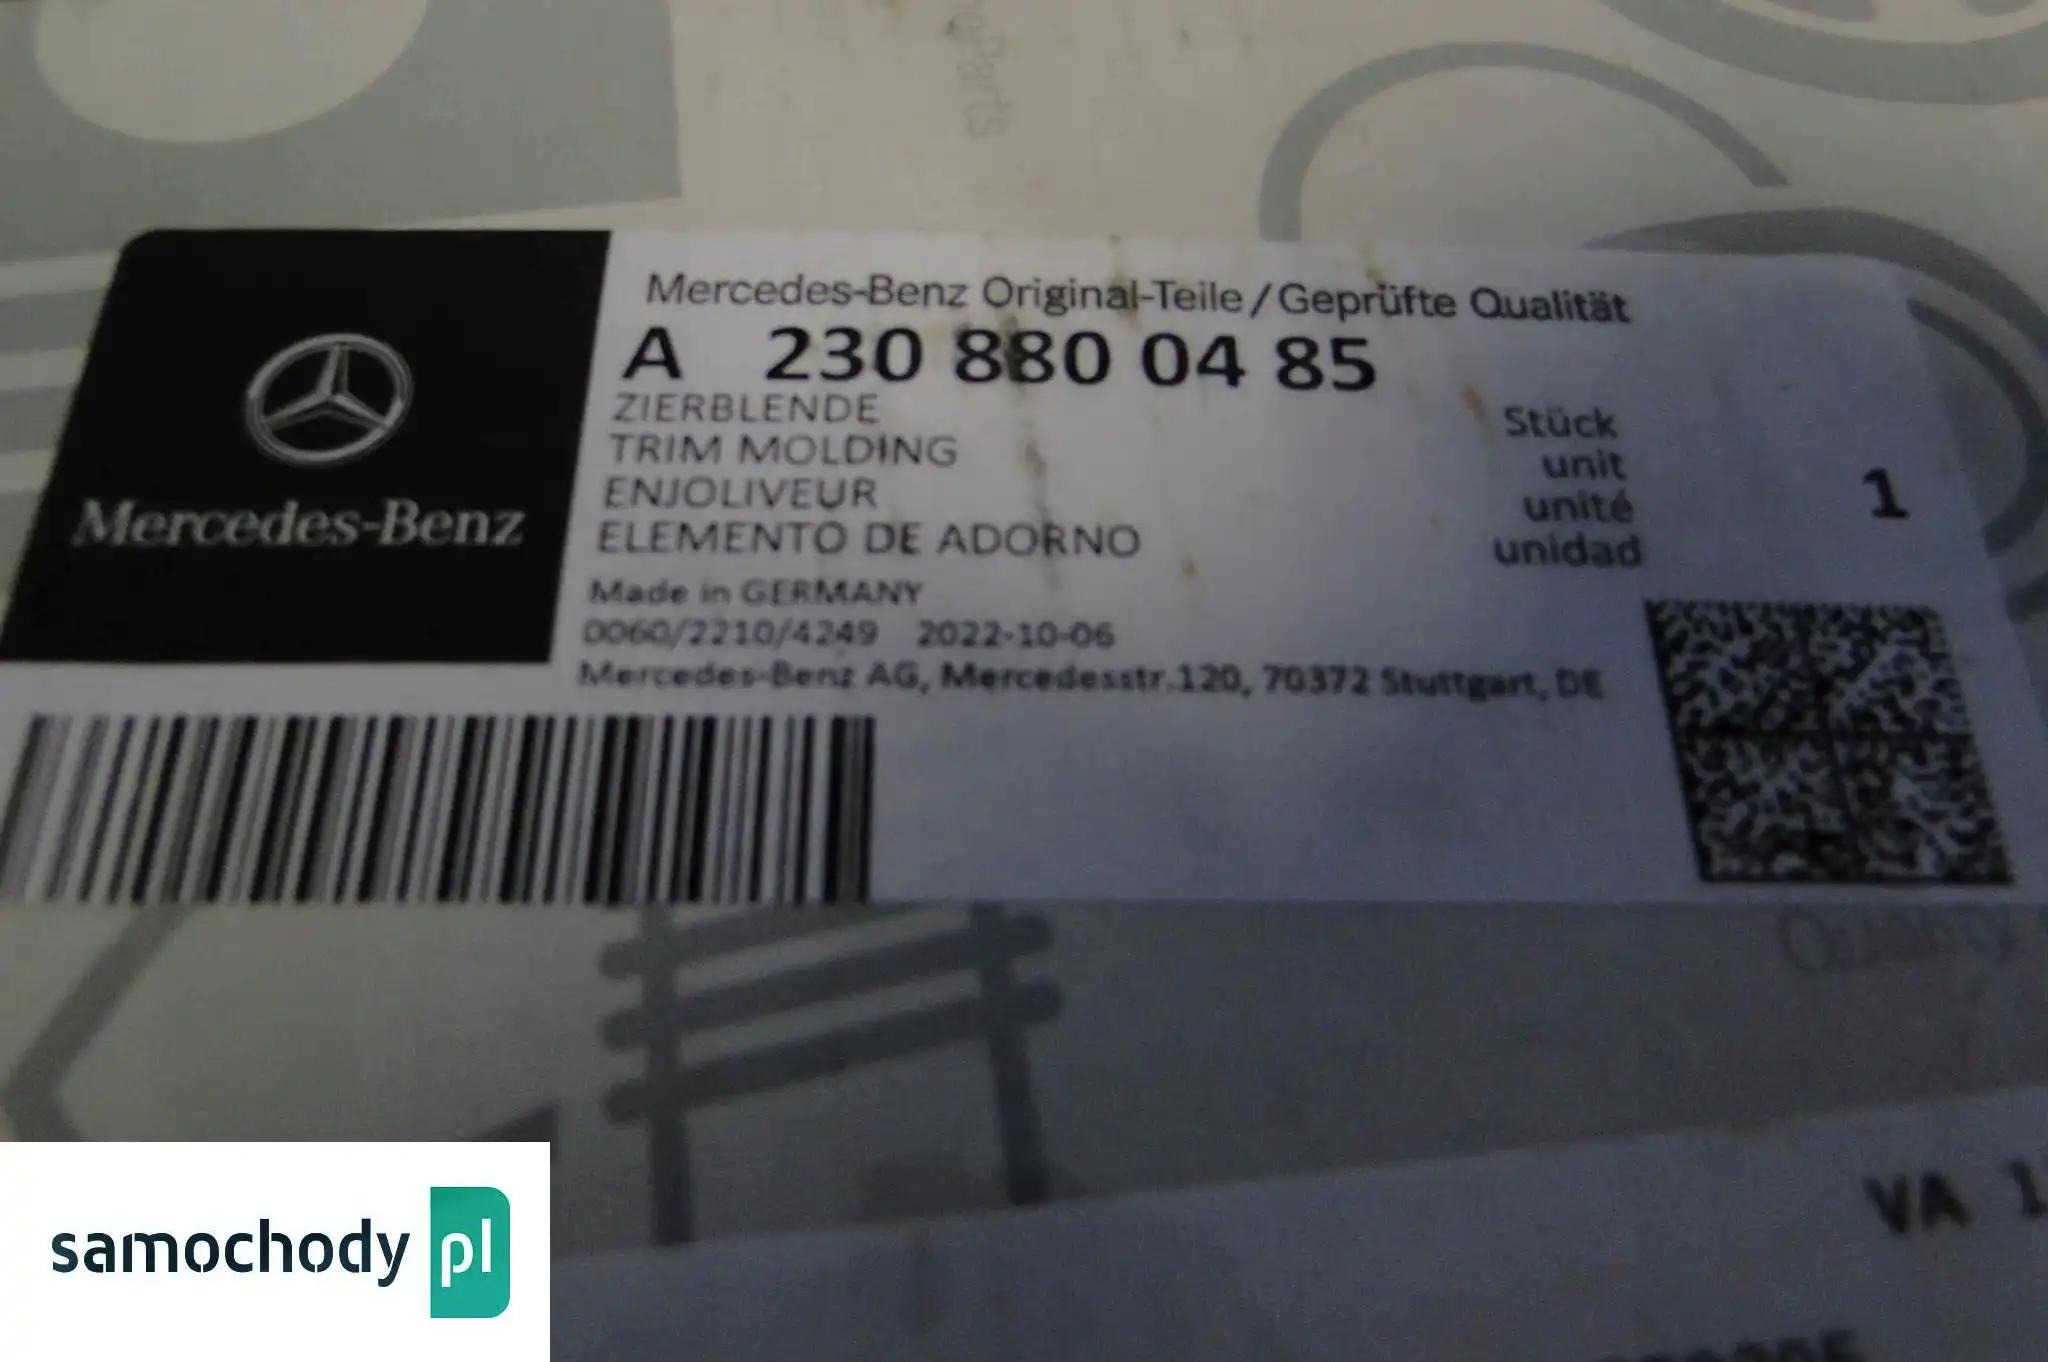 Mercedes-Benz
Mercedes-Benz Original-Teile/Geprüfte Qualität
A 230 880 04 85
ZIERBLENDE
TRIM MOLDING
ENJOLIVEUR
ELEMENTO DE ADORNO
Stück
unit
unité
unidad
1
Made in GERMANY
0060/2210/4249 2022-10-06
Mercedes-Benz AG, Mercedesstr.120, 70372 Stuttgart, DE
Quality
VA
samochody pl